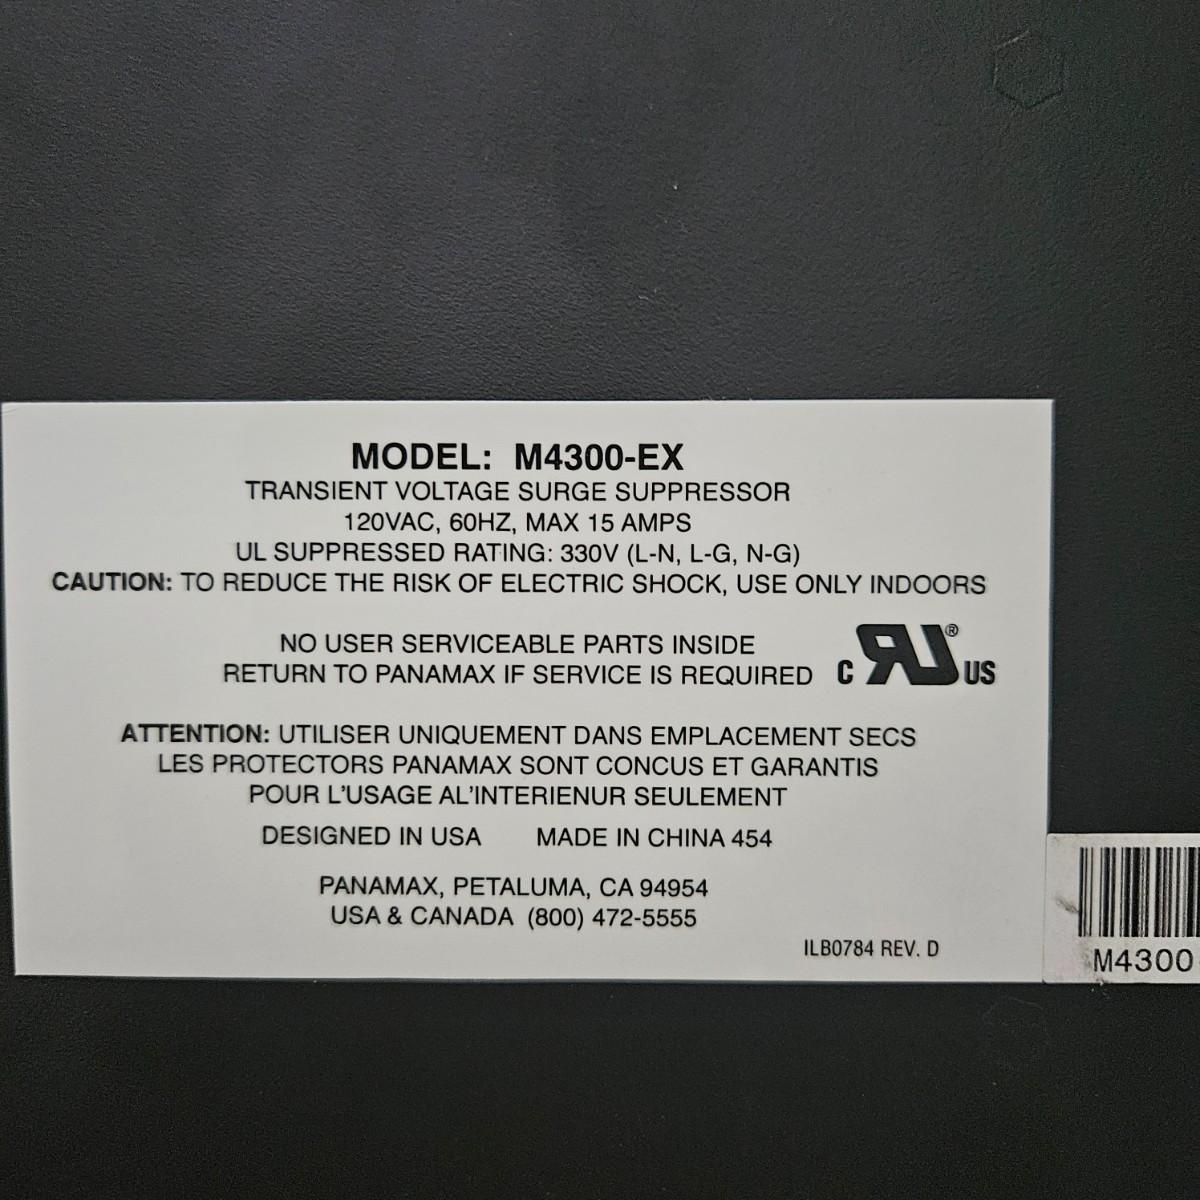 MODEL: M4300-EX
TRANSIENT VOLTAGE SURGE SUPPRESSOR
120VAC, 60HZ, MAX 15 AMPS
UL SUPPRESSED RATING: 330V (L-N, L-G, N-G)
CAUTION: TO REDUCE THE RISK OF ELECTRIC SHOCK, USE ONLY INDOORS
NO USER SERVICEABLE PARTS INSIDE
RETURN TO PANAMAX IF SERVICE IS REQUIRED
C RU® US
ATTENTION: UTILISER UNIQUEMENT DANS EMPLACEMENT SECS
LES PROTECTORS PANAMAX SONT CONCUS ET GARANTIS
POUR L'USAGE AL'INTERIENUR SEULEMENT
DESIGNED IN USA MADE IN CHINA 454
PANAMAX, PETALUMA, CA 94954
USA & CANADA (800) 472-5555
ILB0784 REV. D
M4300